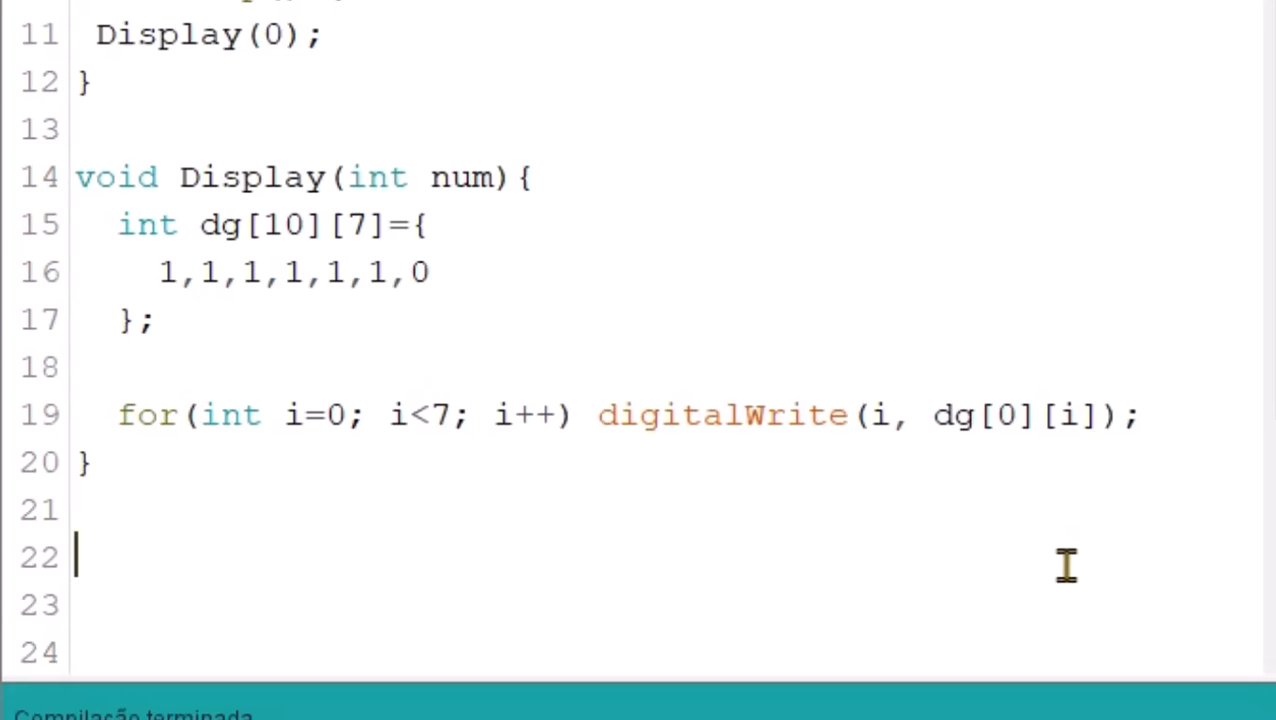 11 Display(0);
12 }
13
14 void Display(int num){
15 int dg[10][7]={
16 1,1,1,1,1,1,0
17 };
18
19 for(int i=0; i<7; i++) digitalWrite(i, dg[0][i]);
20 }
21
22
23
24
Compilação terminada